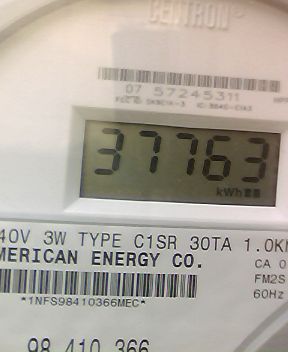 CENTRON®
07 57245311
37763
kWh
40V 3W TYPE C1SR 30TA 1.0K
MERICAN ENERGY CO.
CA 0
FM2S
60Hz
*1NFS98410366MEC*
98 410 366